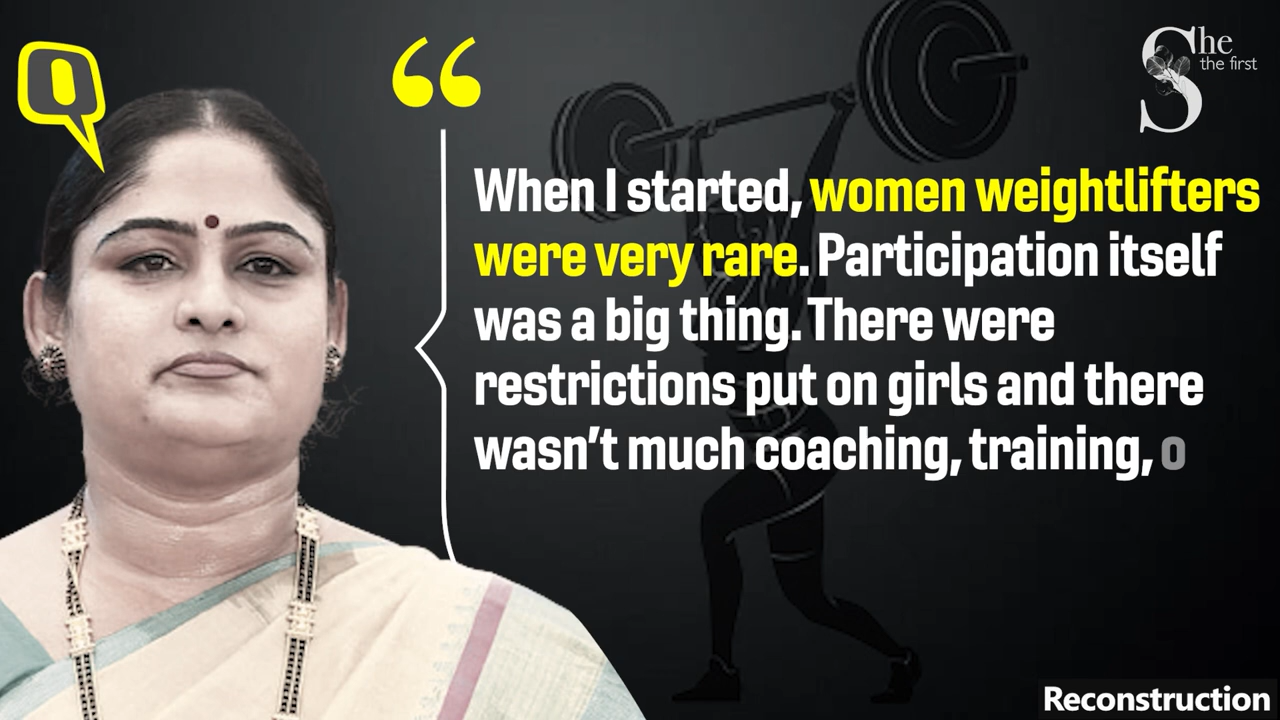 She
the first
“
When I started, women weightlifters
were very rare. Participation itself
was a big thing. There were
restrictions put on girls and there
wasn’t much coaching, training, o
Reconstruction